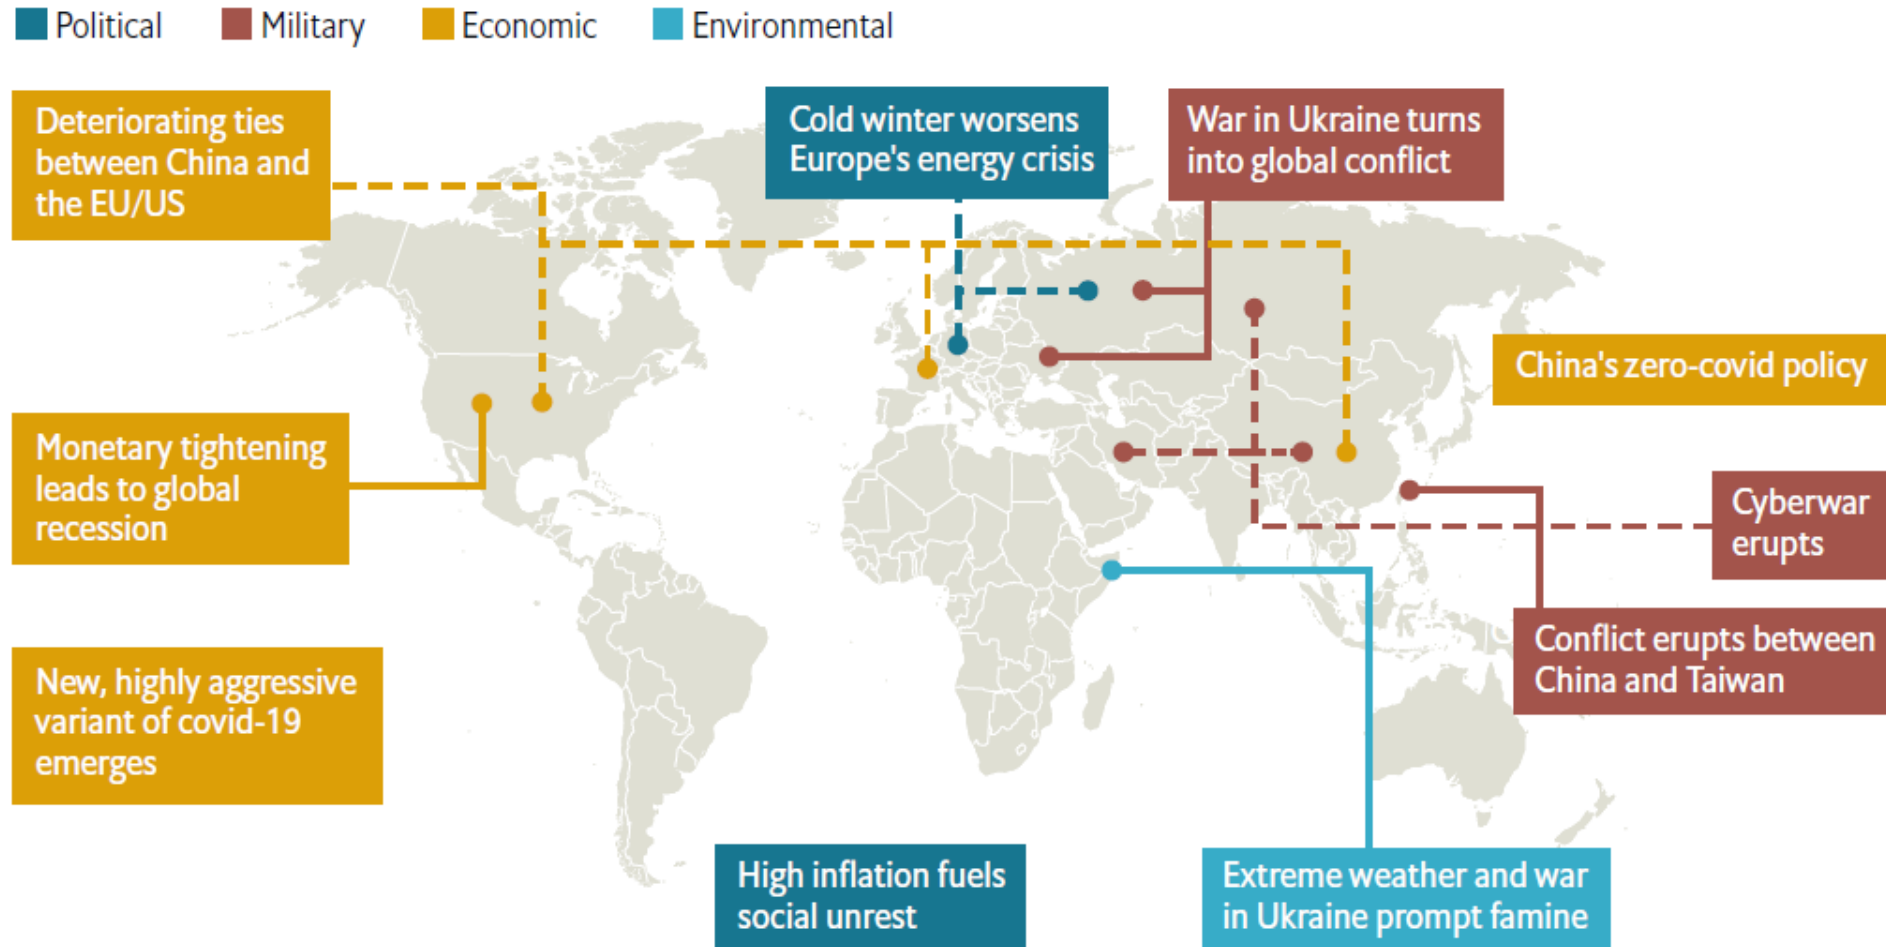 Political
Military
Economic
Environmental
Deteriorating ties
between China and
the EU/US
Cold winter worsens
Europe's energy crisis
War in Ukraine turns
into global conflict
China's zero-covid policy
Monetary tightening
leads to global
recession
Cyberwar
erupts
Conflict erupts between
China and Taiwan
New, highly aggressive
variant of covid-19
emerges
High inflation fuels
social unrest
Extreme weather and war
in Ukraine prompt famine